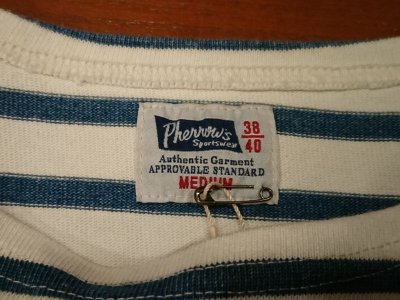 Pherrow's
Sportswear
38
40
Authentic Garment
APPROVABLE STANDARD
MEDIUM